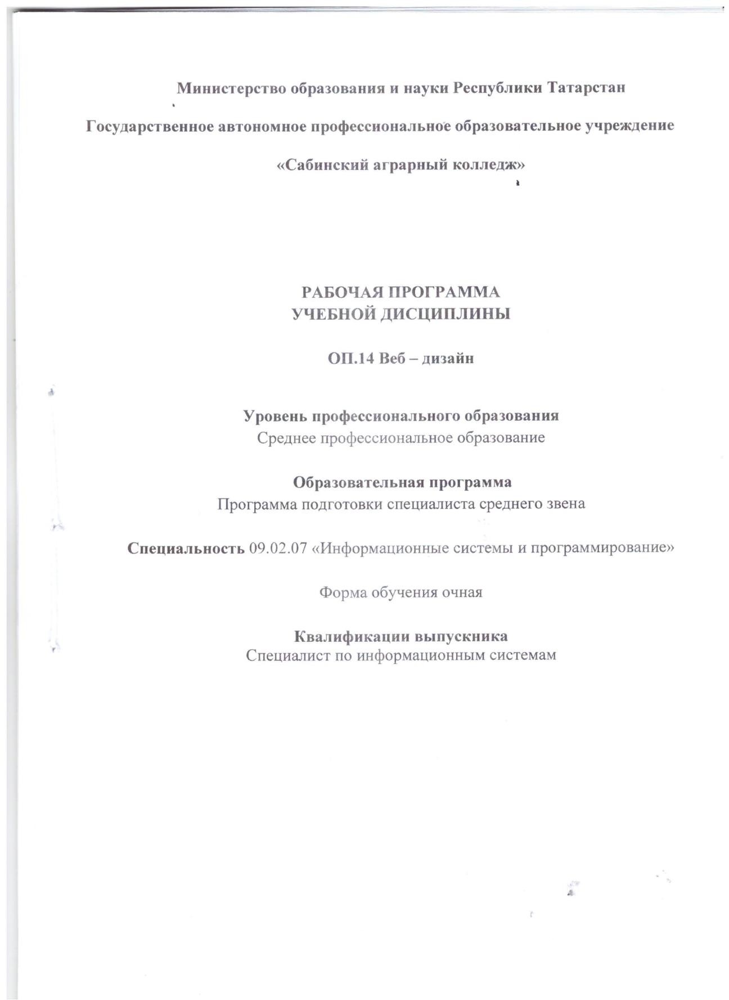 Министерство образования и науки Республики Татарстан
Государственное автономное профессиональное образовательное учреждение
«Сабинский аграрный колледж»
РАБОЧАЯ ПРОГРАММА
УЧЕБНОЙ ДИСЦИПЛИНЫ
ОП.14 Веб – дизайн
Уровень профессионального образования
Среднее профессиональное образование
Образовательная программа
Программа подготовки специалиста среднего звена
Специальность 09.02.07 «Информационные системы и программирование»
Форма обучения очная
Квалификации выпускника
Специалист по информационным системам